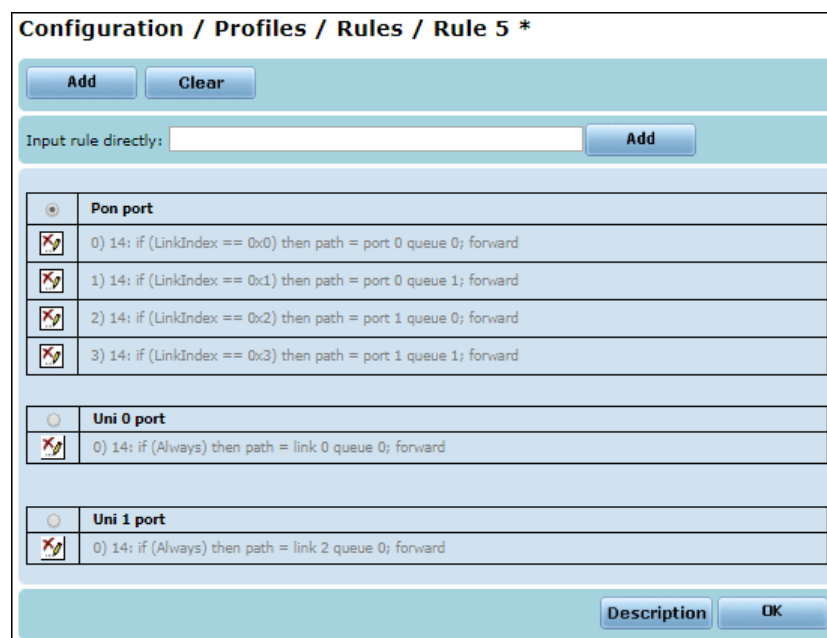 Configuration / Profiles / Rules / Rule 5 *
Add Clear
Input rule directly: Add
Pon port
0) 14: if (LinkIndex == 0x0) then path = port 0 queue 0; forward
1) 14: if (LinkIndex == 0x1) then path = port 0 queue 1; forward
2) 14: if (LinkIndex == 0x2) then path = port 1 queue 0; forward
3) 14: if (LinkIndex == 0x3) then path = port 1 queue 1; forward
Uni 0 port
0) 14: if (Always) then path = link 0 queue 0; forward
Uni 1 port
0) 14: if (Always) then path = link 2 queue 0; forward
Description OK